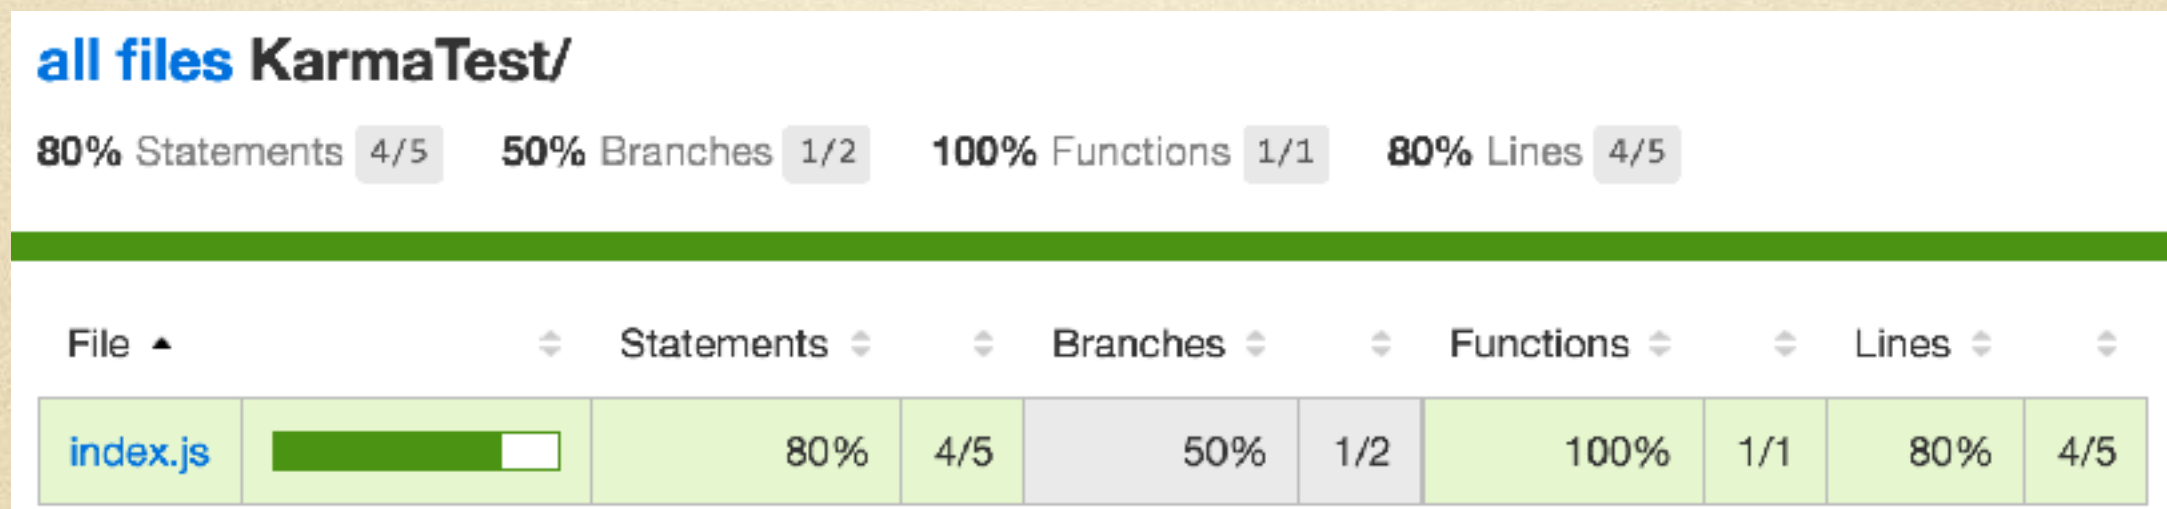 all files KarmaTest/
80% Statements 4/5 50% Branches 1/2 100% Functions 1/1 80% Lines 4/5
File Statements Branches Functions Lines
index.js 80% 4/5 50% 1/2 100% 1/1 80% 4/5